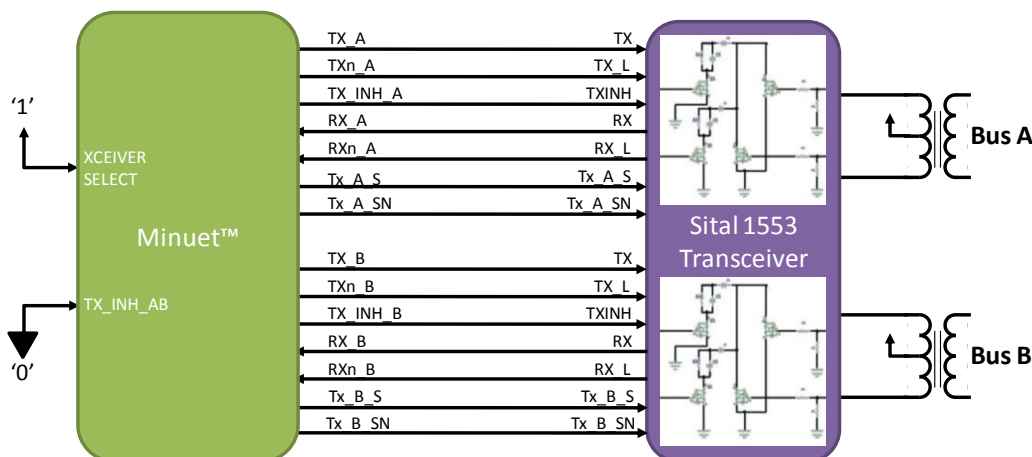 TX_A TX
TXn_A TX_L
TX_INH_A TXINH
RX_A RX
RXn_A RX_L
Tx_A_S Tx_A_S
Tx_A_SN Tx_A_SN
'1'
XCEIVER
SELECT
Minuet™
TX_INH_AB
'0'
Sital 1553
Transceiver
TX_B TX
TXn_B TX_L
TX_INH_B TXINH
RX_B RX
RXn_B RX_L
Tx_B_S Tx_B_S
Tx_B_SN Tx_B_SN
Bus A
Bus B